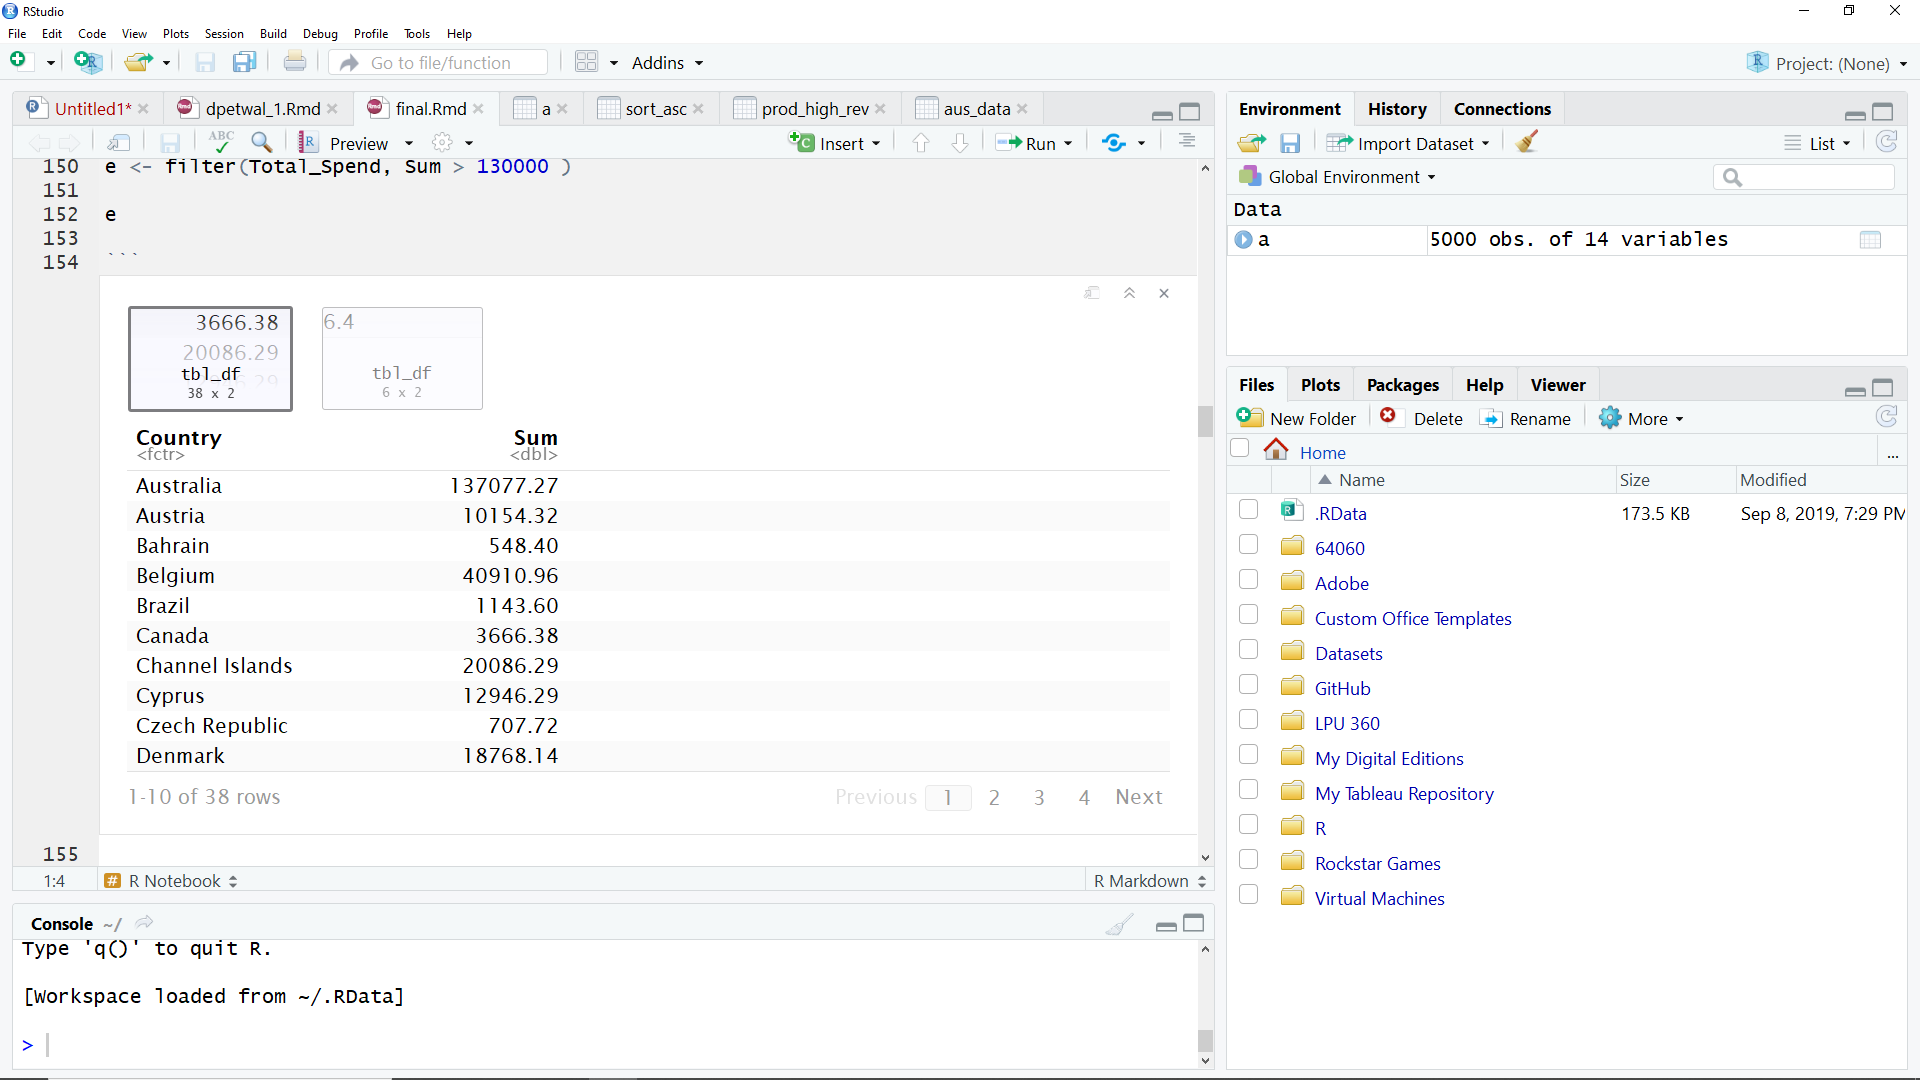 RStudio
File Edit Code View Plots Session Build Debug Profile Tools Help
Go to file/function Addins Project: (None)
Untitled1* dpetwal_1.Rmd final.Rmd a sort_asc prod_high_rev aus_data
ABC Preview Insert Run
150 e <- filter(Total_Spend, Sum > 130000 )
151
152 e
153
154 ```
3666.38 6.4
20086.29
tbl_df tbl_df
38 x 2 6 x 2
Country Sum
<fctr> <dbl>
Australia 137077.27
Austria 10154.32
Bahrain 548.40
Belgium 40910.96
Brazil 1143.60
Canada 3666.38
Channel Islands 20086.29
Cyprus 12946.29
Czech Republic 707.72
Denmark 18768.14
1-10 of 38 rows Previous 1 2 3 4 Next
155
1:4 # R Notebook R Markdown
Console ~/
Type 'q()' to quit R.
[Workspace loaded from ~/.RData]
>
Environment History Connections
Import Dataset List
Global Environment
Data
a 5000 obs. of 14 variables
Files Plots Packages Help Viewer
New Folder Delete Rename More
Home ...
Name Size Modified
.RData 173.5 KB Sep 8, 2019, 7:29 PM
64060
Adobe
Custom Office Templates
Datasets
GitHub
LPU 360
My Digital Editions
My Tableau Repository
R
Rockstar Games
Virtual Machines